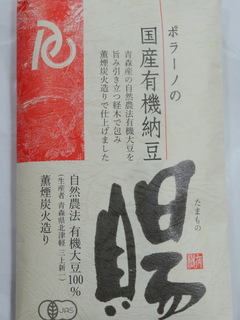 ポラーノの
国産有機納豆
青森産の自然農法有機大豆を
旨み引き立つ経木で包み
薫煙炭火造りで仕上げました
たまもの
賜
自然農法 有機大豆100%
(生産者 青森県北津軽 三上新一)
薫煙炭火造り
JAS